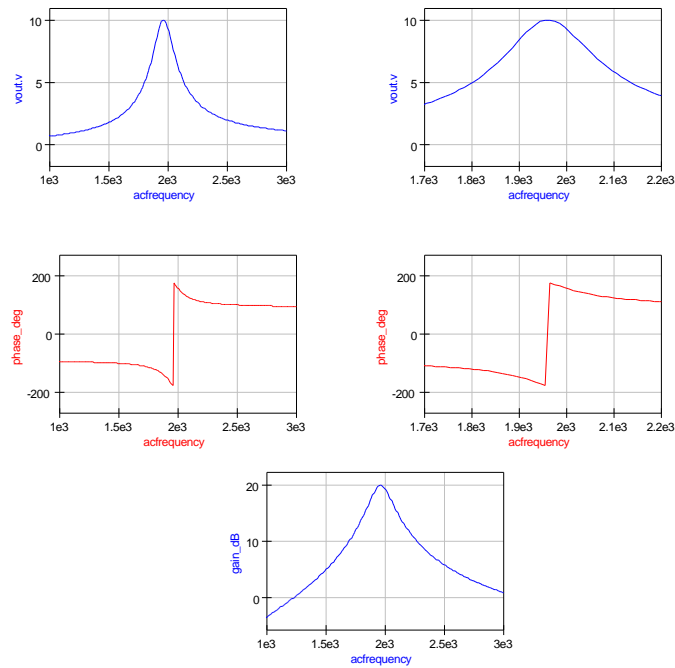 vout.v
10
5
0
1e3 1.5e3 2e3 2.5e3 3e3
acfrequency
vout.v
10
5
0
1.7e3 1.8e3 1.9e3 2e3 2.1e3 2.2e3
acfrequency
phase_deg
200
0
-200
1e3 1.5e3 2e3 2.5e3 3e3
acfrequency
phase_deg
200
0
-200
1.7e3 1.8e3 1.9e3 2e3 2.1e3 2.2e3
acfrequency
gain_dB
20
10
0
1e3 1.5e3 2e3 2.5e3 3e3
acfrequency